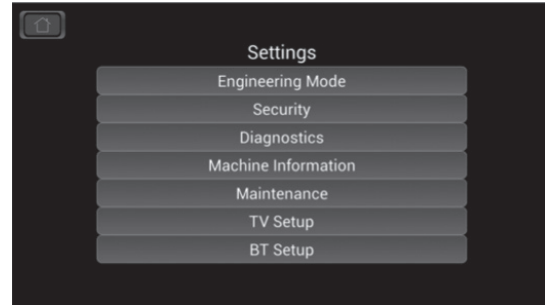 Settings
Engineering Mode
Security
Diagnostics
Machine Information
Maintenance
TV Setup
BT Setup